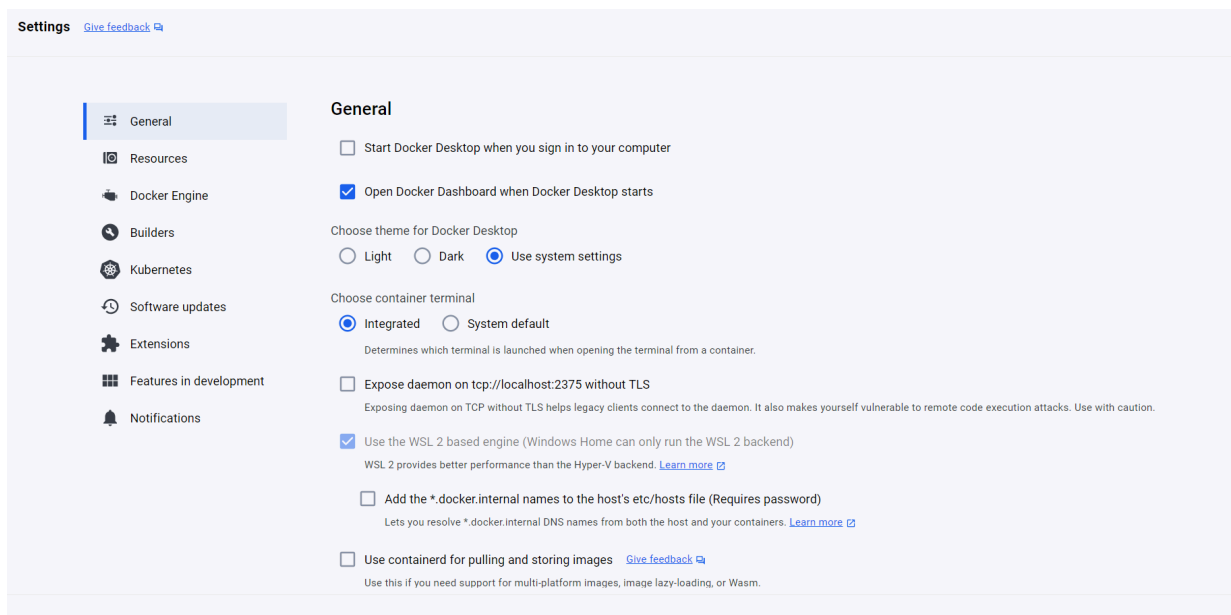 Settings Give feedback
General
Resources
Docker Engine
Builders
Kubernetes
Software updates
Extensions
Features in development
Notifications
General
Start Docker Desktop when you sign in to your computer
Open Docker Dashboard when Docker Desktop starts
Choose theme for Docker Desktop
Light Dark Use system settings
Choose container terminal
Integrated System default
Determines which terminal is launched when opening the terminal from a container.
Expose daemon on tcp://localhost:2375 without TLS
Exposing daemon on TCP without TLS helps legacy clients connect to the daemon. It also makes yourself vulnerable to remote code execution attacks. Use with caution.
Use the WSL 2 based engine (Windows Home can only run the WSL 2 backend)
WSL 2 provides better performance than the Hyper-V backend. Learn more
Add the *.docker.internal names to the host's etc/hosts file (Requires password)
Lets you resolve *.docker.internal DNS names from both the host and your containers. Learn more
Use containerd for pulling and storing images Give feedback
Use this if you need support for multi-platform images, image lazy-loading, or Wasm.